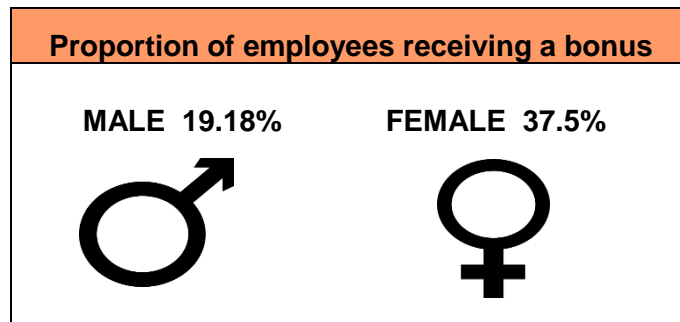 Proportion of employees receiving a bonus
MALE 19.18% FEMALE 37.5%